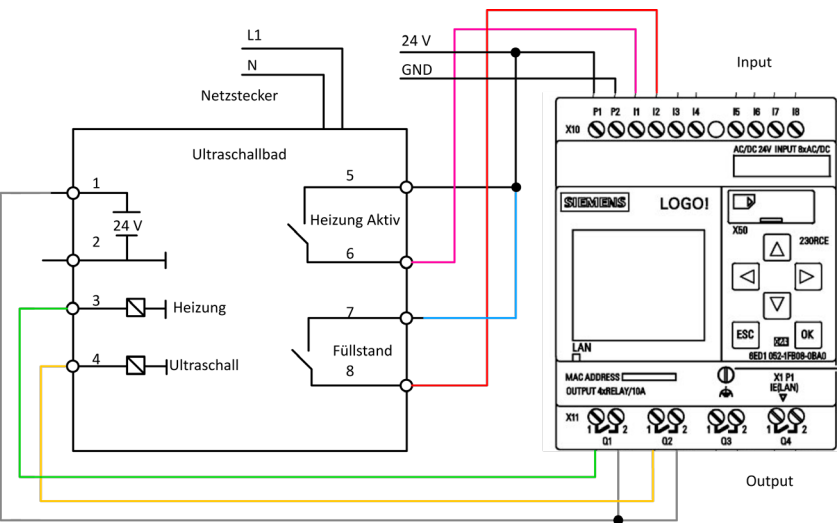 L1
N
Netzstecker
24 V
GND
Input
Ultraschallbad
1
24 V
2
3
Heizung
4
Ultraschall
5
Heizung Aktiv
6
7
Füllstand
8
P1 P2 I1 I2 I3 I4 I5 I6 I7 I8
X10
AC/DC 24V INPUT 8xAC/DC
SIEMENS LOGO!
X50
230RCE
ESC OK
LAN
6ED1 052-1FB08-0BA0
MAC ADDRESS
OUTPUT 4xRELAY/10A
X1 P1
IE(LAN)
X11
1 2 1 2 1 2 1 2
Q1 Q2 Q3 Q4
Output